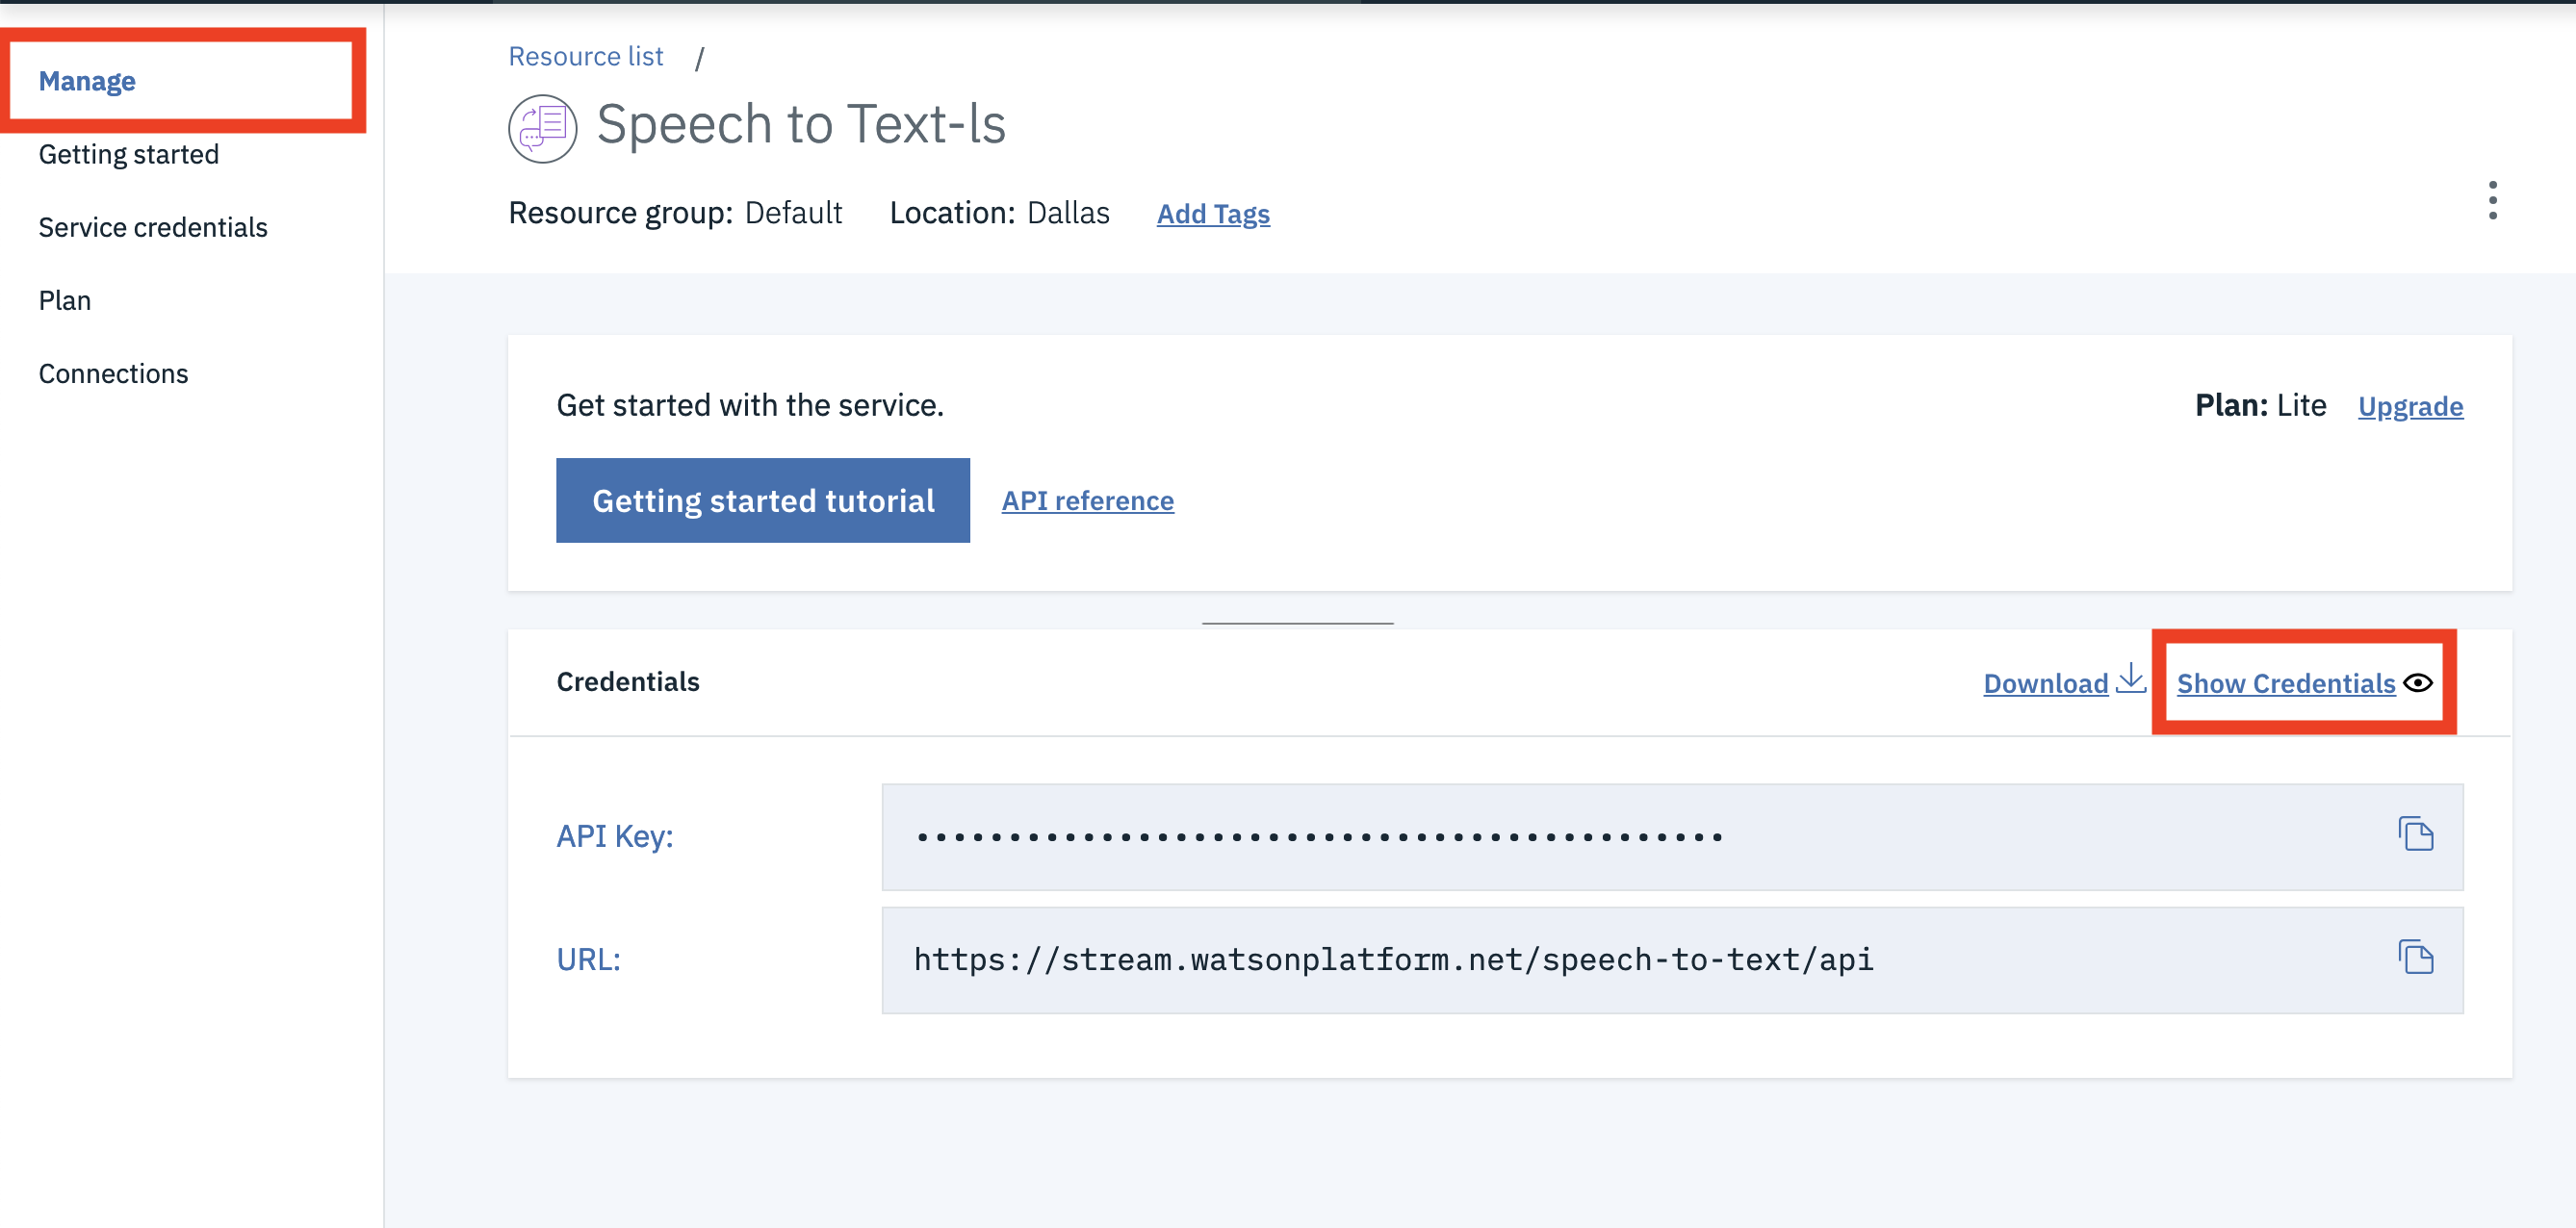 Manage
Getting started
Service credentials
Plan
Connections
Resource list /
Speech to Text-ls
Resource group: Default Location: Dallas Add Tags
Get started with the service.
Plan: Lite Upgrade
Getting started tutorial API reference
Credentials
Download Show Credentials
API Key: ············································
URL: https://stream.watsonplatform.net/speech-to-text/api